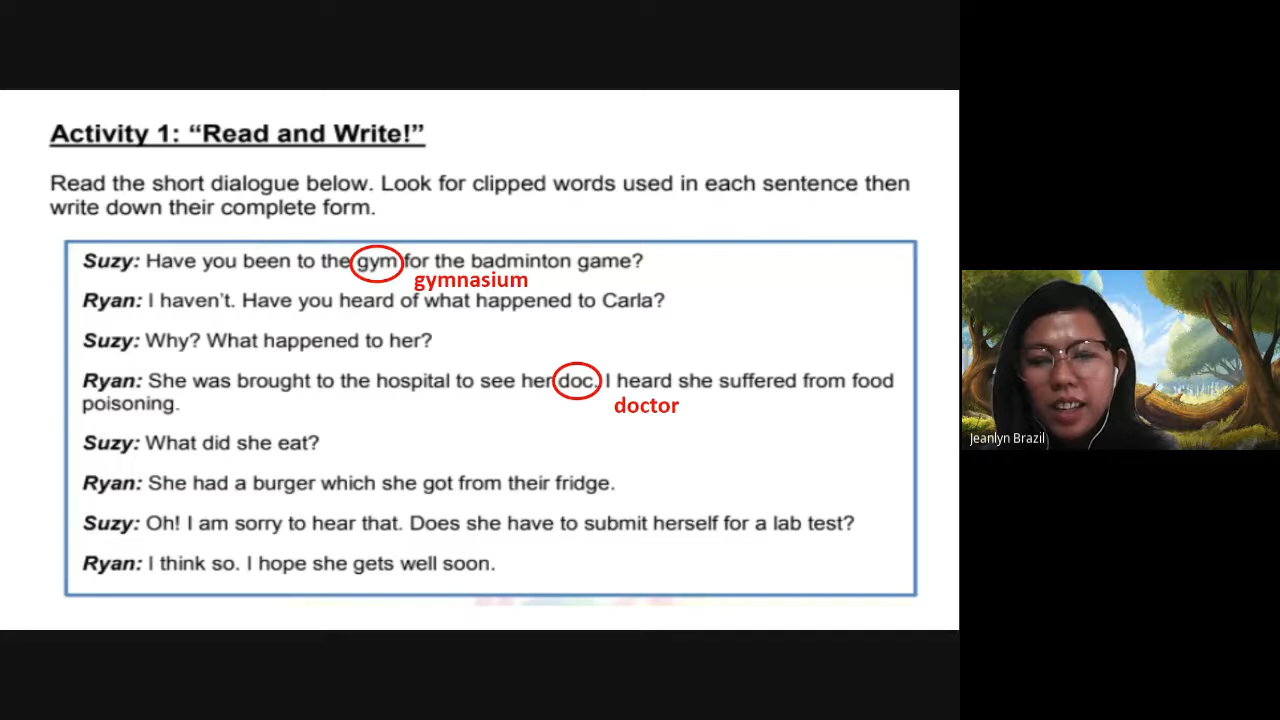 Activity 1: “Read and Write!”
Read the short dialogue below. Look for clipped words used in each sentence then
write down their complete form.
Suzy: Have you been to the gym for the badminton game?
gymnasium
Ryan: I haven't. Have you heard of what happened to Carla?
Suzy: Why? What happened to her?
Ryan: She was brought to the hospital to see her doc. I heard she suffered from food
doctor
poisoning.
Suzy: What did she eat?
Ryan: She had a burger which she got from their fridge.
Suzy: Oh! I am sorry to hear that. Does she have to submit herself for a lab test?
Ryan: I think so. I hope she gets well soon.
Jeanlyn Brazil